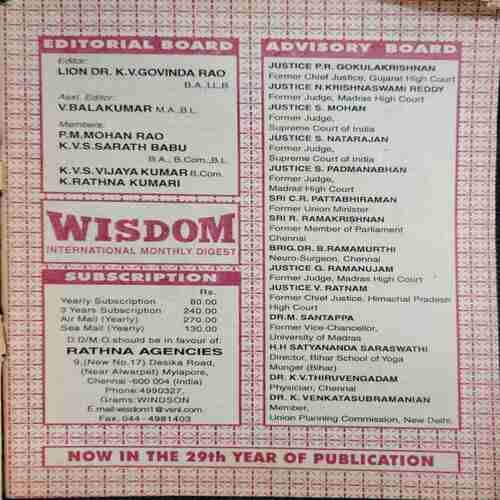 EDITORIAL BOARD
Editor:
LION DR. K.V.GOVINDA RAO
B.A.,LL.B
Asst. Editor:
V.BALAKUMAR M.A.,B.L.
Members,
P.M.MOHAN RAO
K.V.S.SARATH BABU
B.A., B.Com.,B.L.
K.V.S.VIJAYA KUMAR B.Com.
K.RATHNA KUMARI
WISDOM
INTERNATIONAL MONTHLY DIGEST
SUBSCRIPTION
Rs.
Yearly Subscription 80.00
3 Years Subscription 240.00
Air Mail (Yearly) 270.00
Sea Mail (Yearly) 130.00
D.D/M.O.should be in favour of:
RATHNA AGENCIES
9,(New No.17) Desika Road,
(Near Alwarpet) Mylapore,
Chennai -600 004 (India)
Phone:4990327,
Grams:WINDSON
E.mail:wisdom1@vsnl.com
Fax.044 - 4981403
ADVISORY BOARD
JUSTICE P.R. GOKULAKRISHNAN
Former Chief Justice, Gujarat High Court
JUSTICE N.KRISHNASWAMI REDDY
Former Judge, Madras High Court
JUSTICE S. MOHAN
Former Judge,
Supreme Court of India
JUSTICE S. NATARAJAN
Former Judge,
Supreme Court of India
JUSTICE S. PADMANABHAN
Former Judge,
Madras High Court
SRI C.R. PATTABHIRAMAN
Former Union Minister
SRI R. RAMAKRISHNAN
Former Member of Parliament
Chennai
BRIG.DR. B.RAMAMURTHI
Neuro-Surgeon, Chennai
JUSTICE G. RAMANUJAM
Former Judge, Madras High Court
JUSTICE V. RATNAM
Former Chief Justice, Himachal Pradesh
High Court
DR.M. SANTAPPA
Former Vice-Chancellor,
University of Madras
H.H SATYANANDA SARASWATHI
Director, Bihar School of Yoga
Munger (Bihar)
DR. K.V.THIRUVENGADAM
Physician, Chennai
DR. K. VENKATASUBRAMANIAN
Member,
Union Planning Commission, New Delhi.
NOW IN THE 29th YEAR OF PUBLICATION